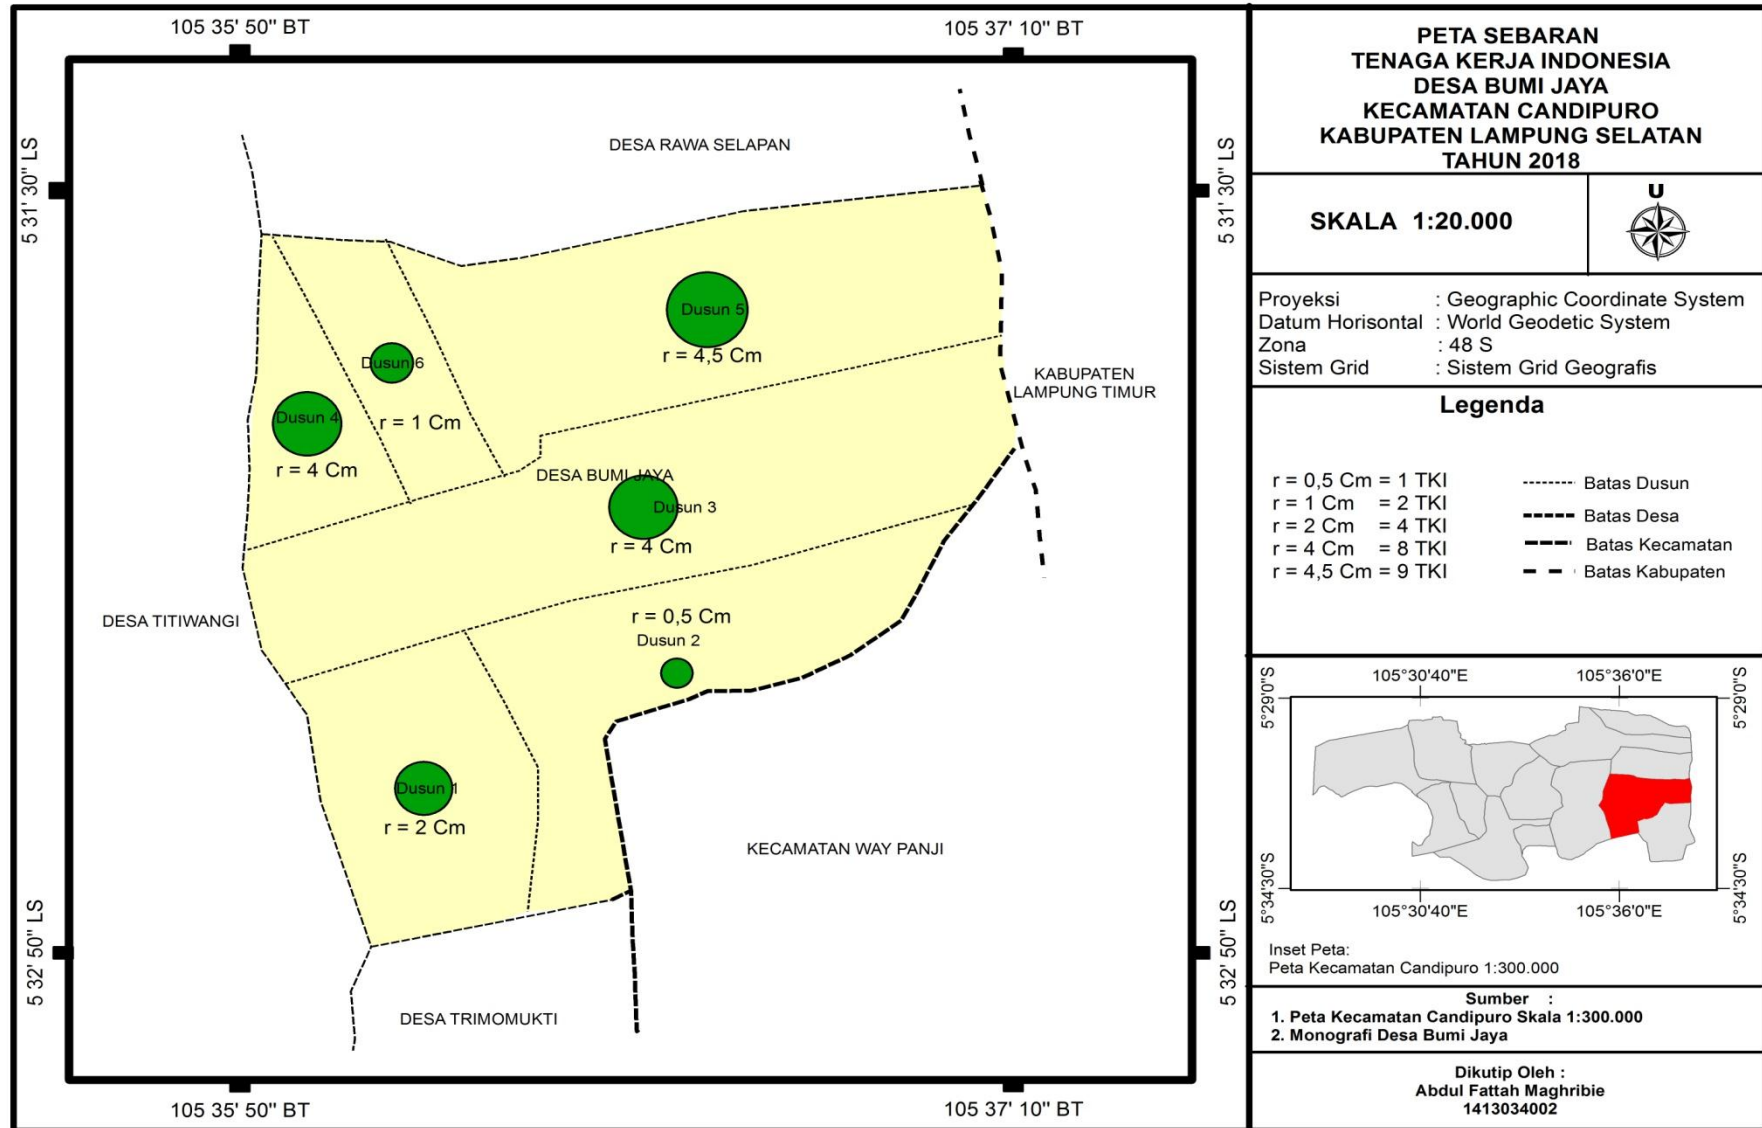 105 35' 50" BT
105 37' 10" BT
5 31' 30" LS
5 31' 30" LS
DESA RAWA SELAPAN
Dusun 5
r = 4,5 Cm
Dusun 6
r = 1 Cm
KABUPATEN
LAMPUNG TIMUR
Dusun 4
r = 4 Cm
DESA BUMI JAYA
Dusun 3
r = 4 Cm
DESA TITIWANGI
r = 0,5 Cm
Dusun 2
Dusun 1
r = 2 Cm
KECAMATAN WAY PANJI
5 32' 50" LS
5 32' 50" LS
DESA TRIMOMUKTI
105 35' 50" BT
105 37' 10" BT
PETA SEBARAN
TENAGA KERJA INDONESIA
DESA BUMI JAYA
KECAMATAN CANDIPURO
KABUPATEN LAMPUNG SELATAN
TAHUN 2018
SKALA 1:20.000
U
Proyeksi : Geographic Coordinate System
Datum Horisontal : World Geodetic System
Zona : 48 S
Sistem Grid : Sistem Grid Geografis
Legenda
r = 0,5 Cm = 1 TKI
r = 1 Cm = 2 TKI
r = 2 Cm = 4 TKI
r = 4 Cm = 8 TKI
r = 4,5 Cm = 9 TKI
Batas Dusun
Batas Desa
Batas Kecamatan
Batas Kabupaten
105°30'40"E
105°36'0"E
5°29'0"S
5°29'0"S
5°34'30"S
5°34'30"S
105°30'40"E
105°36'0"E
Inset Peta:
Peta Kecamatan Candipuro 1:300.000
Sumber :
1. Peta Kecamatan Candipuro Skala 1:300.000
2. Monografi Desa Bumi Jaya
Dikutip Oleh :
Abdul Fattah Maghribie
1413034002